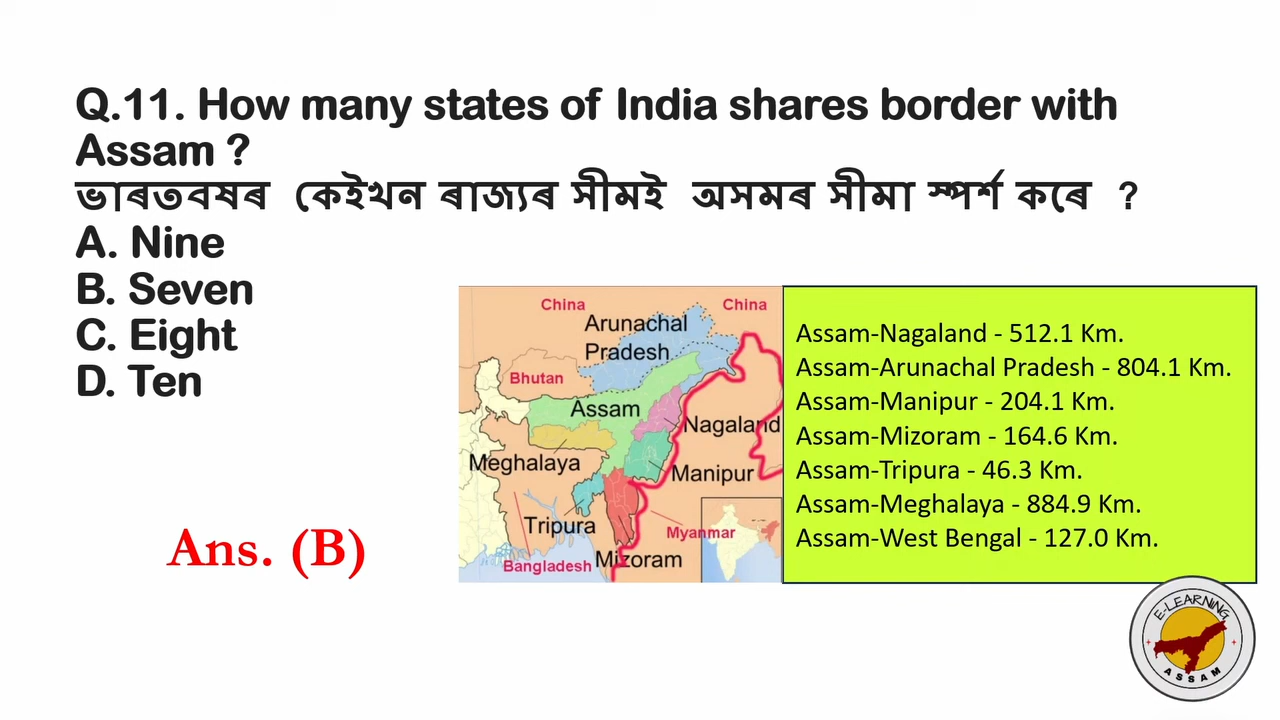 Q.11. How many states of India shares border with
Assam ?
ভাৰতবষৰ কেইখন ৰাজ্যৰ সীমই অসমৰ সীমা স্পৰ্শ কৰে ?
A. Nine
B. Seven
C. Eight
D. Ten
Ans. (B)
China
China
Arunachal
Pradesh
Bhutan
Assam
Nagaland
Meghalaya
Manipur
Tripura
Myanmar
Bangladesh
Mizoram
Assam-Nagaland - 512.1 Km.
Assam-Arunachal Pradesh - 804.1 Km.
Assam-Manipur - 204.1 Km.
Assam-Mizoram - 164.6 Km.
Assam-Tripura - 46.3 Km.
Assam-Meghalaya - 884.9 Km.
Assam-West Bengal - 127.0 Km.
E-LEARNING
ASSAM